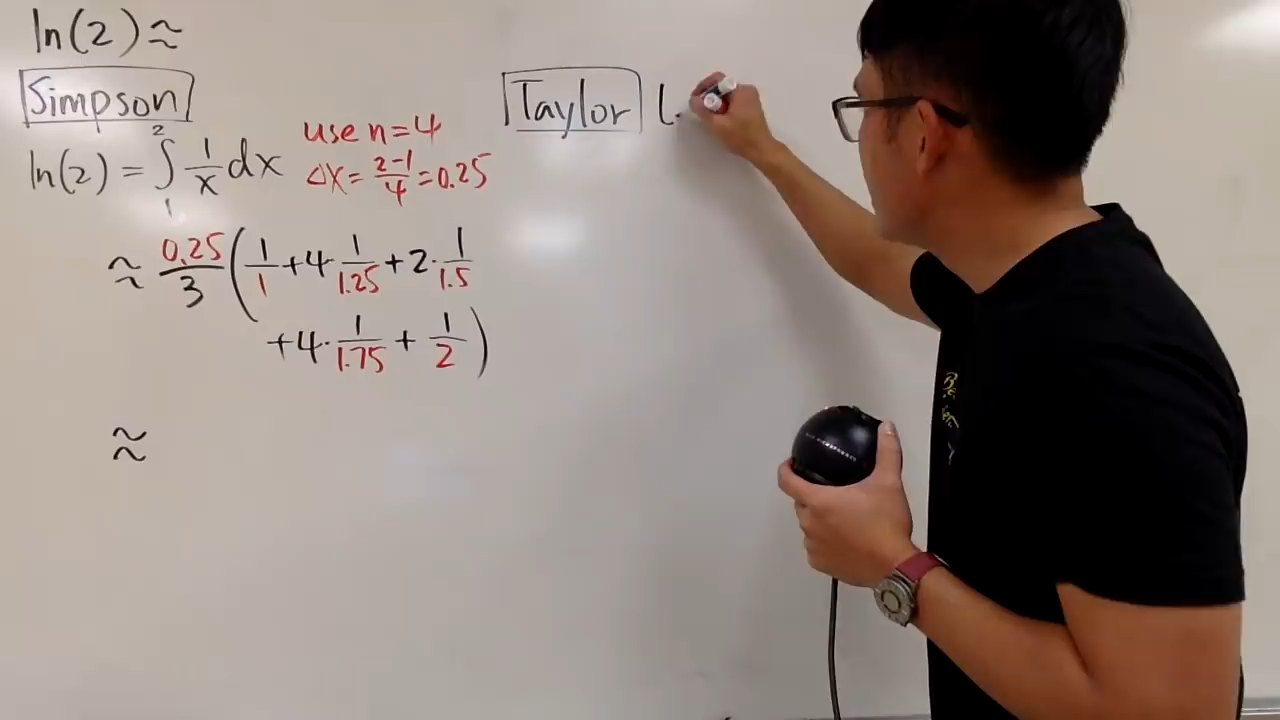 ln(2) ≈
Simpson
ln(2) = ∫₁² 1/x dx
use n=4
Δx = (2-1)/4 = 0.25
≈ 0.25/3 (1/1 + 4·1/1.25 + 2·1/1.5
+ 4·1/1.75 + 1/2)
≈
Taylor